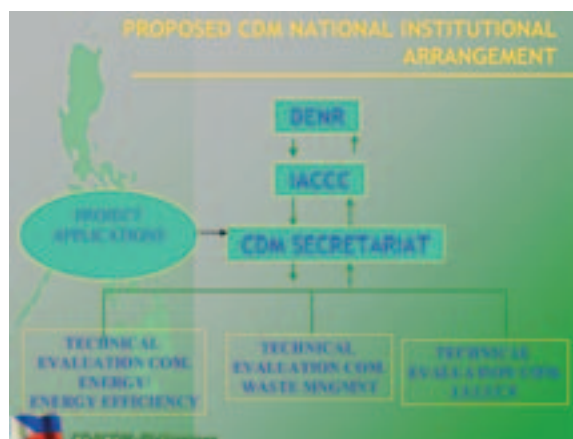 PROPOSED CDM NATIONAL INSTITUTIONAL
ARRANGEMENT
DENR
IACCC
PROJECT
APPLICATIONS
CDM SECRETARIAT
TECHNICAL
EVALUATION COM.
ENERGY/
ENERGY EFFICIENCY
TECHNICAL
EVALUATION COM.
WASTE MNGMNT
TECHNICAL
EVALUATION COM.